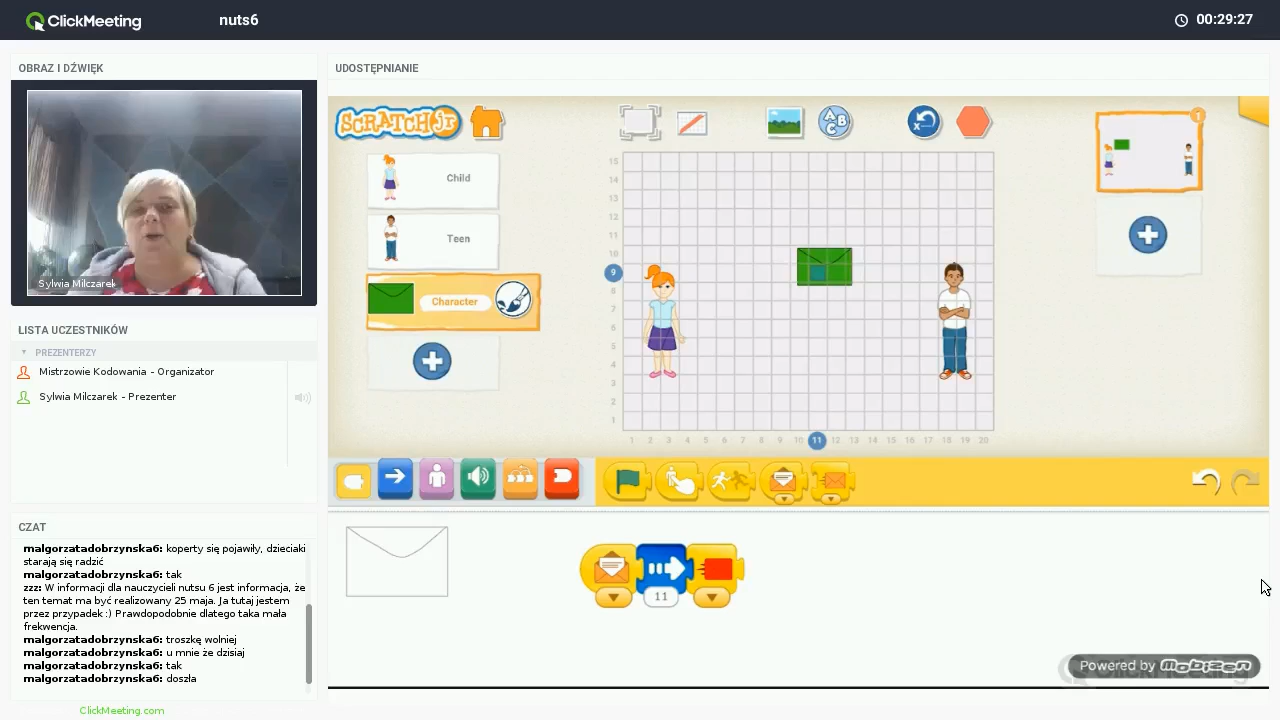 ClickMeeting
nuts6
00:29:27
OBRAZ I DŹWIĘK
Sylwia Milczarek
LISTA UCZESTNIKÓW
PREZENTERZY
Mistrzowie Kodowania - Organizator
Sylwia Milczarek - Prezenter
CZAT
malgorzatadobrzynska6: koperty się pojawiły, dzieciaki
starają się radzić
malgorzatadobrzynska6: tak
zzz: W informacji dla nauczycieli nutsu 6 jest informacja, że
ten temat ma być realizowany 25 maja. Ja tutaj jestem
przez przypadek :) Prawdopodobnie dlatego taka mała
frekwencja.
malgorzatadobrzynska6: troszkę wolniej
malgorzatadobrzynska6: u mnie że dzisiaj
malgorzatadobrzynska6: tak
malgorzatadobrzynska6: doszła
ClickMeeting.com
UDOSTĘPNIANIE
SCRATCHJr
Child
Teen
Character
A B C
x
1
15
14
13
12
11
10
9
8
7
6
5
4
3
2
1
1 2 3 4 5 6 7 8 9 10 11 12 13 14 15 16 17 18 19 20
11
Powered by Mobizen
ClickMeeting